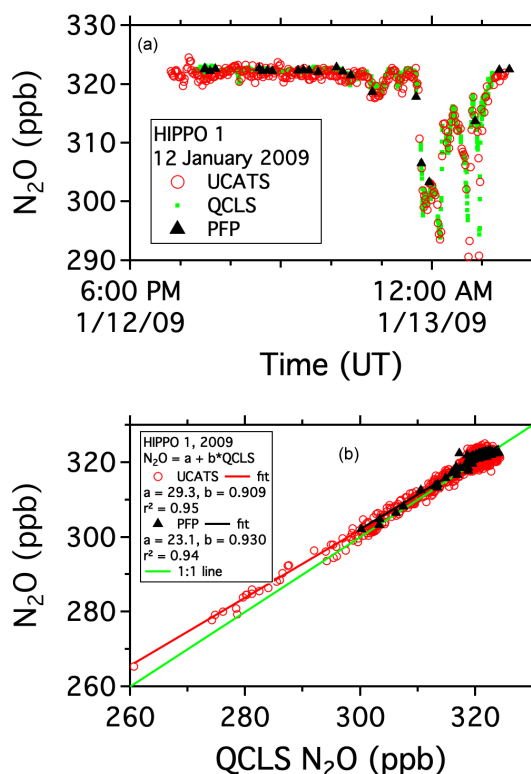 (a)
N₂O (ppb)
330
320
310
300
290
HIPPO 1
12 January 2009
UCATS
QCLS
PFP
6:00 PM
1/12/09
12:00 AM
1/13/09
Time (UT)
(b)
N₂O (ppb)
320
300
280
260
HIPPO 1, 2009
N₂O = a + b*QCLS
UCATS fit
a = 29.3, b = 0.909
r² = 0.95
PFP fit
a = 23.1, b = 0.930
r² = 0.94
1:1 line
260 280 300 320
QCLS N₂O (ppb)